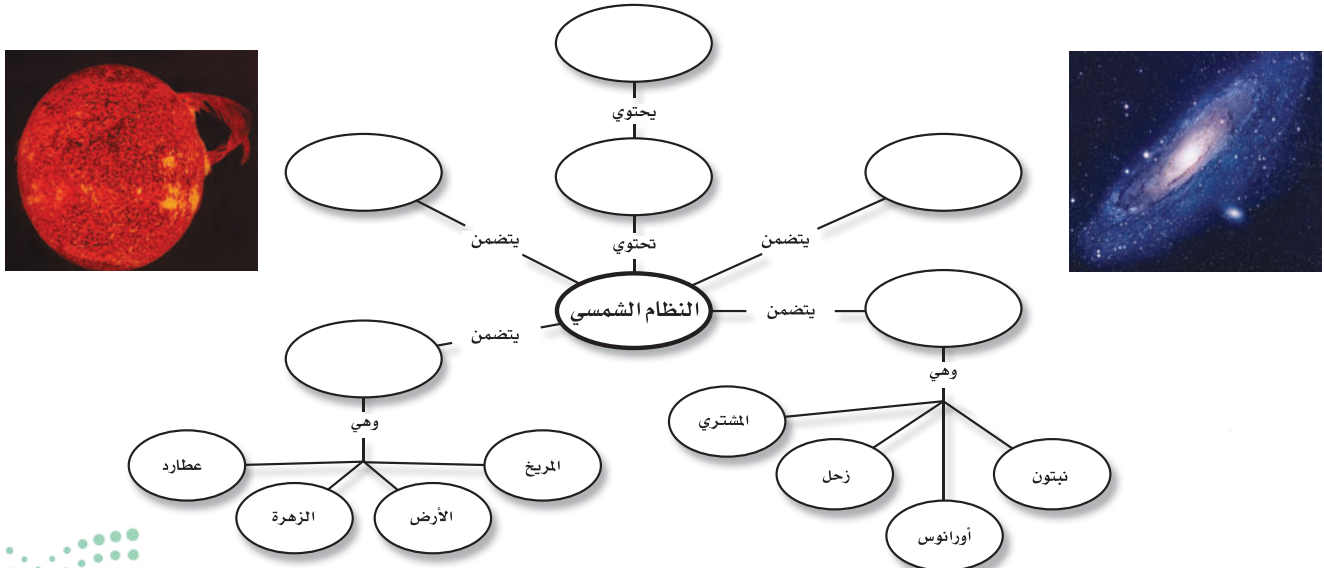 يحتوي
تحتوي
يتضمن
يتضمن
النظام الشمسي
يتضمن
يتضمن
وهي
المشتري
زحل
أورانوس
نبتون
وهي
المريخ
الأرض
الزهرة
عطارد